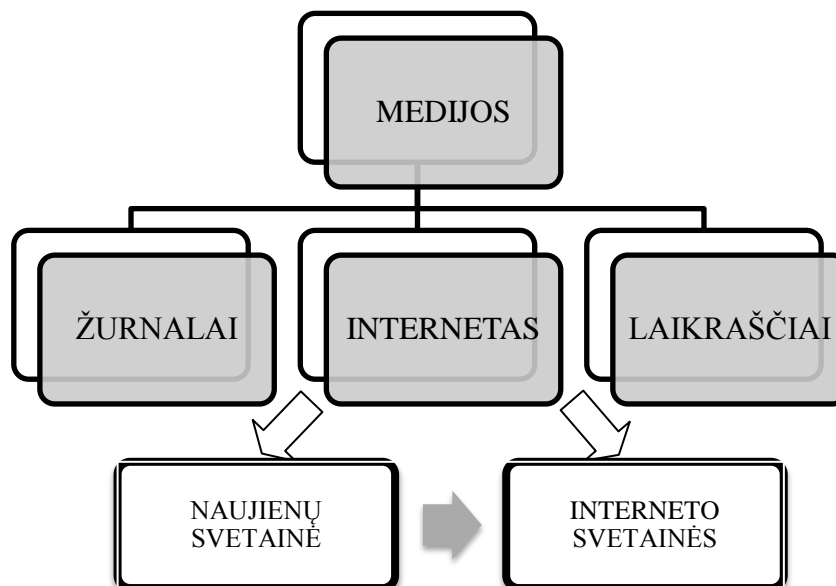 MEDIJOS
ŽURNALAI
INTERNETAS
LAIKRAŠČIAI
NAUJIENŲ
SVETAINĖ
INTERNETO
SVETAINĖS